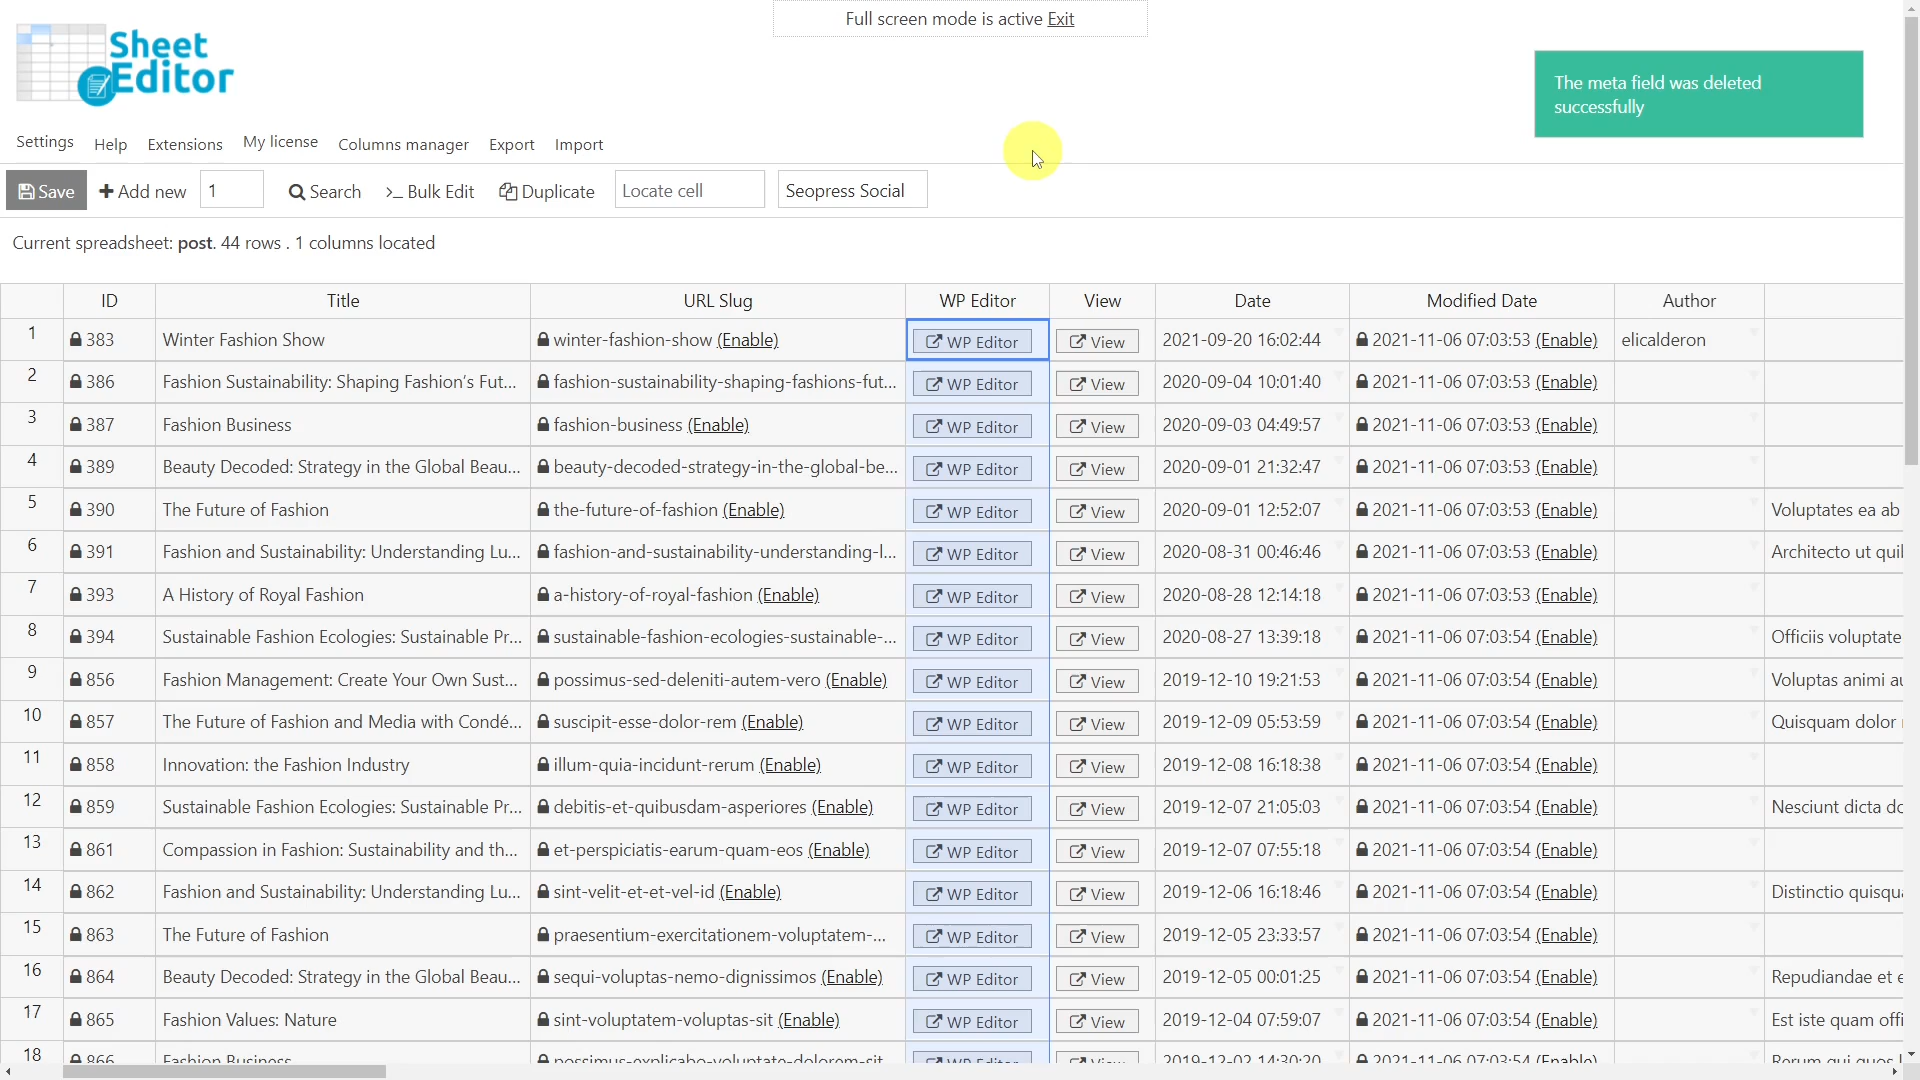 Full screen mode is active Exit
Sheet
Editor
The meta field was deleted
successfully
Settings Help Extensions My license Columns manager Export Import
Save Add new 1 Search Bulk Edit Duplicate Locate cell Seopress Social
Current spreadsheet: post. 44 rows . 1 columns located
ID Title URL Slug WP Editor View Date Modified Date Author
1 383 Winter Fashion Show winter-fashion-show (Enable) WP Editor View 2021-09-20 16:02:44 2021-11-06 07:03:53 (Enable) elicalderon
2 386 Fashion Sustainability: Shaping Fashion's Fut... fashion-sustainability-shaping-fashions-fut... WP Editor View 2020-09-04 10:01:40 2021-11-06 07:03:53 (Enable)
3 387 Fashion Business fashion-business (Enable) WP Editor View 2020-09-03 04:49:57 2021-11-06 07:03:53 (Enable)
4 389 Beauty Decoded: Strategy in the Global Beau... beauty-decoded-strategy-in-the-global-be... WP Editor View 2020-09-01 21:32:47 2021-11-06 07:03:53 (Enable)
5 390 The Future of Fashion the-future-of-fashion (Enable) WP Editor View 2020-09-01 12:52:07 2021-11-06 07:03:53 (Enable) Voluptates ea ab
6 391 Fashion and Sustainability: Understanding Lu... fashion-and-sustainability-understanding-l... WP Editor View 2020-08-31 00:46:46 2021-11-06 07:03:53 (Enable) Architecto ut qui
7 393 A History of Royal Fashion a-history-of-royal-fashion (Enable) WP Editor View 2020-08-28 12:14:18 2021-11-06 07:03:53 (Enable)
8 394 Sustainable Fashion Ecologies: Sustainable Pr... sustainable-fashion-ecologies-sustainable-... WP Editor View 2020-08-27 13:39:18 2021-11-06 07:03:54 (Enable) Officiis voluptate
9 856 Fashion Management: Create Your Own Sust... possimus-sed-deleniti-autem-vero (Enable) WP Editor View 2019-12-10 19:21:53 2021-11-06 07:03:54 (Enable) Voluptas animi
10 857 The Future of Fashion and Media with Condé... suscipit-esse-dolor-rem (Enable) WP Editor View 2019-12-09 05:53:59 2021-11-06 07:03:54 (Enable) Quisquam dolor
11 858 Innovation: the Fashion Industry illum-quia-incidunt-rerum (Enable) WP Editor View 2019-12-08 16:18:38 2021-11-06 07:03:54 (Enable)
12 859 Sustainable Fashion Ecologies: Sustainable Pr... debitis-et-quibusdam-asperiores (Enable) WP Editor View 2019-12-07 21:05:03 2021-11-06 07:03:54 (Enable) Nesciunt dicta
13 861 Compassion in Fashion: Sustainability and th... et-perspiciatis-earum-quam-eos (Enable) WP Editor View 2019-12-07 07:55:18 2021-11-06 07:03:54 (Enable)
14 862 Fashion and Sustainability: Understanding Lu... sint-velit-et-et-vel-id (Enable) WP Editor View 2019-12-06 16:18:46 2021-11-06 07:03:54 (Enable) Distinctio quisqu
15 863 The Future of Fashion praesentium-exercitationem-voluptatem-... WP Editor View 2019-12-05 23:33:57 2021-11-06 07:03:54 (Enable)
16 864 Beauty Decoded: Strategy in the Global Beau... sequi-voluptas-nemo-dignissimos (Enable) WP Editor View 2019-12-05 00:01:25 2021-11-06 07:03:54 (Enable) Repudiandae et
17 865 Fashion Values: Nature sint-voluptatem-voluptas-sit (Enable) WP Editor View 2019-12-04 07:59:07 2021-11-06 07:03:54 (Enable) Est iste quam offi
18 866 Fashion Business possimus-explicabo-voluptate-dolorem-sit WP Editor View 2019-12-02 14:30:20 2021-11-06 07:03:54 (Enable) Rerum qui quos